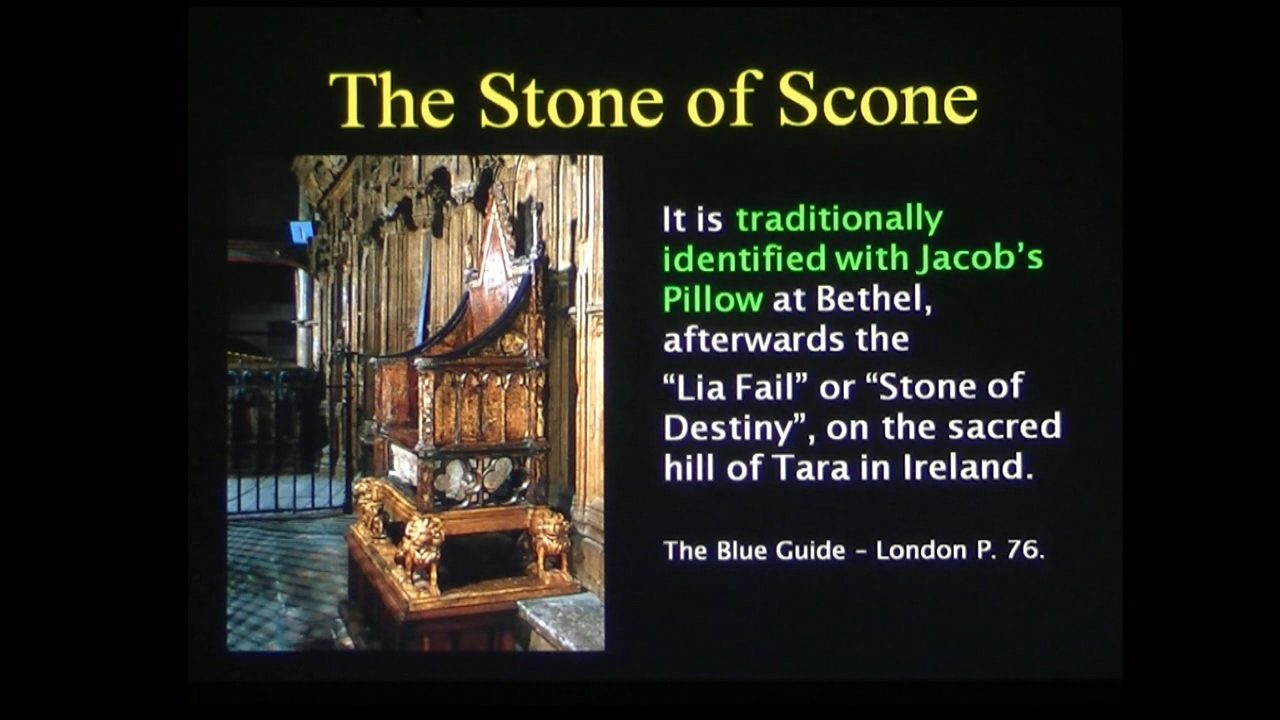 The Stone of Scone
It is traditionally
identified with Jacob’s
Pillow at Bethel,
afterwards the
“Lia Fail” or “Stone of
Destiny”, on the sacred
hill of Tara in Ireland.
The Blue Guide – London P. 76.